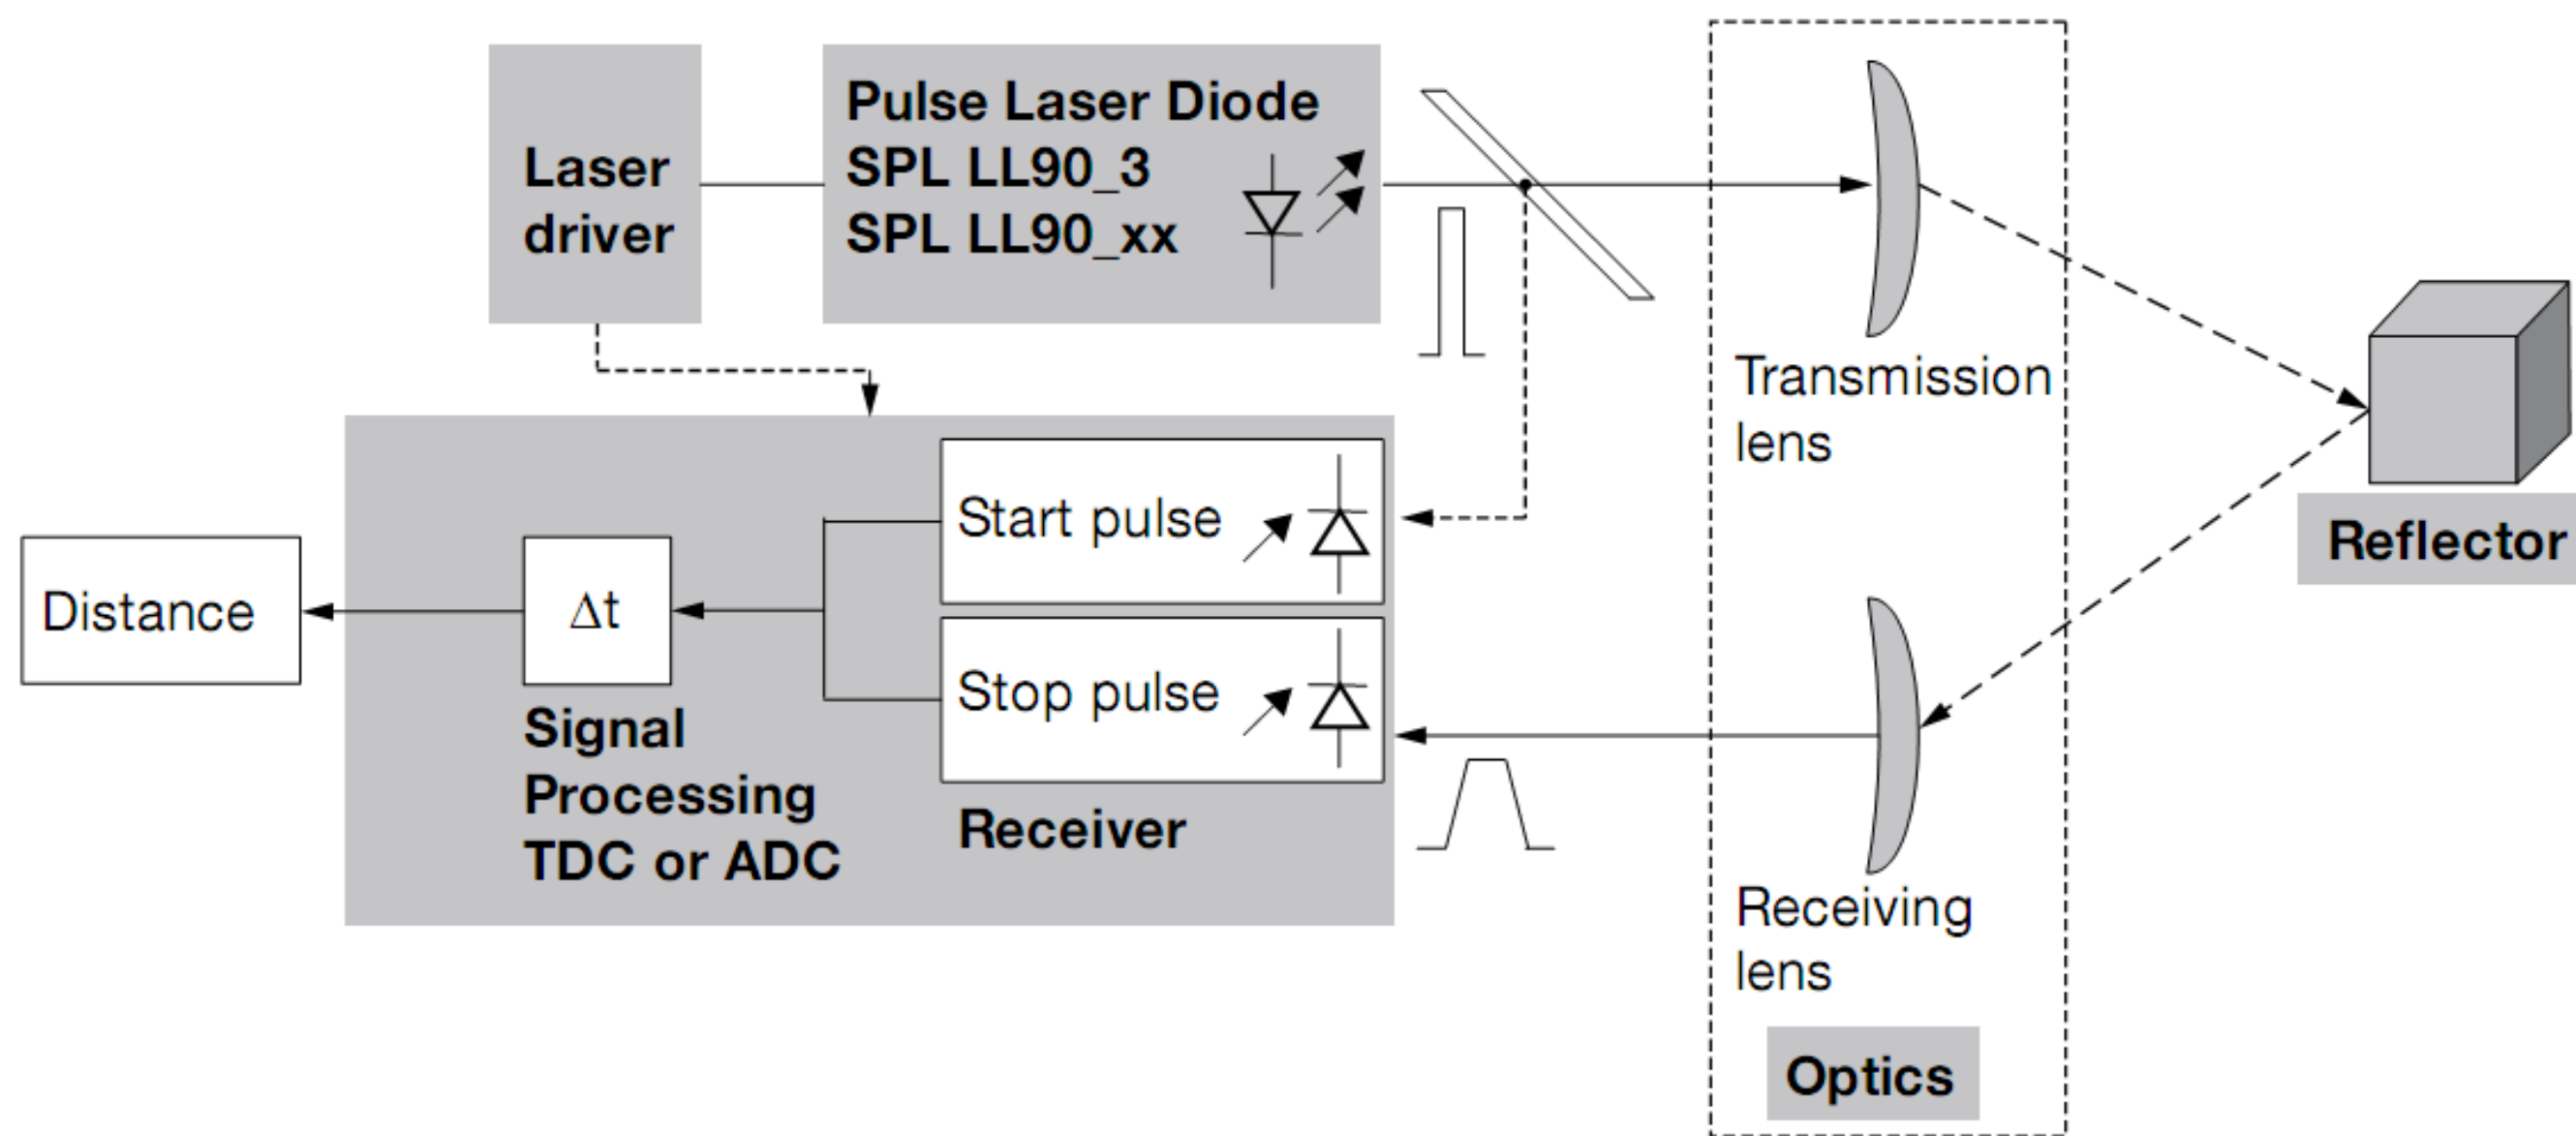 Laser
driver
Pulse Laser Diode
SPL LL90_3
SPL LL90_xx
Transmission
lens
Reflector
Start pulse
Stop pulse
Receiver
Δt
Signal
Processing
TDC or ADC
Distance
Receiving
lens
Optics